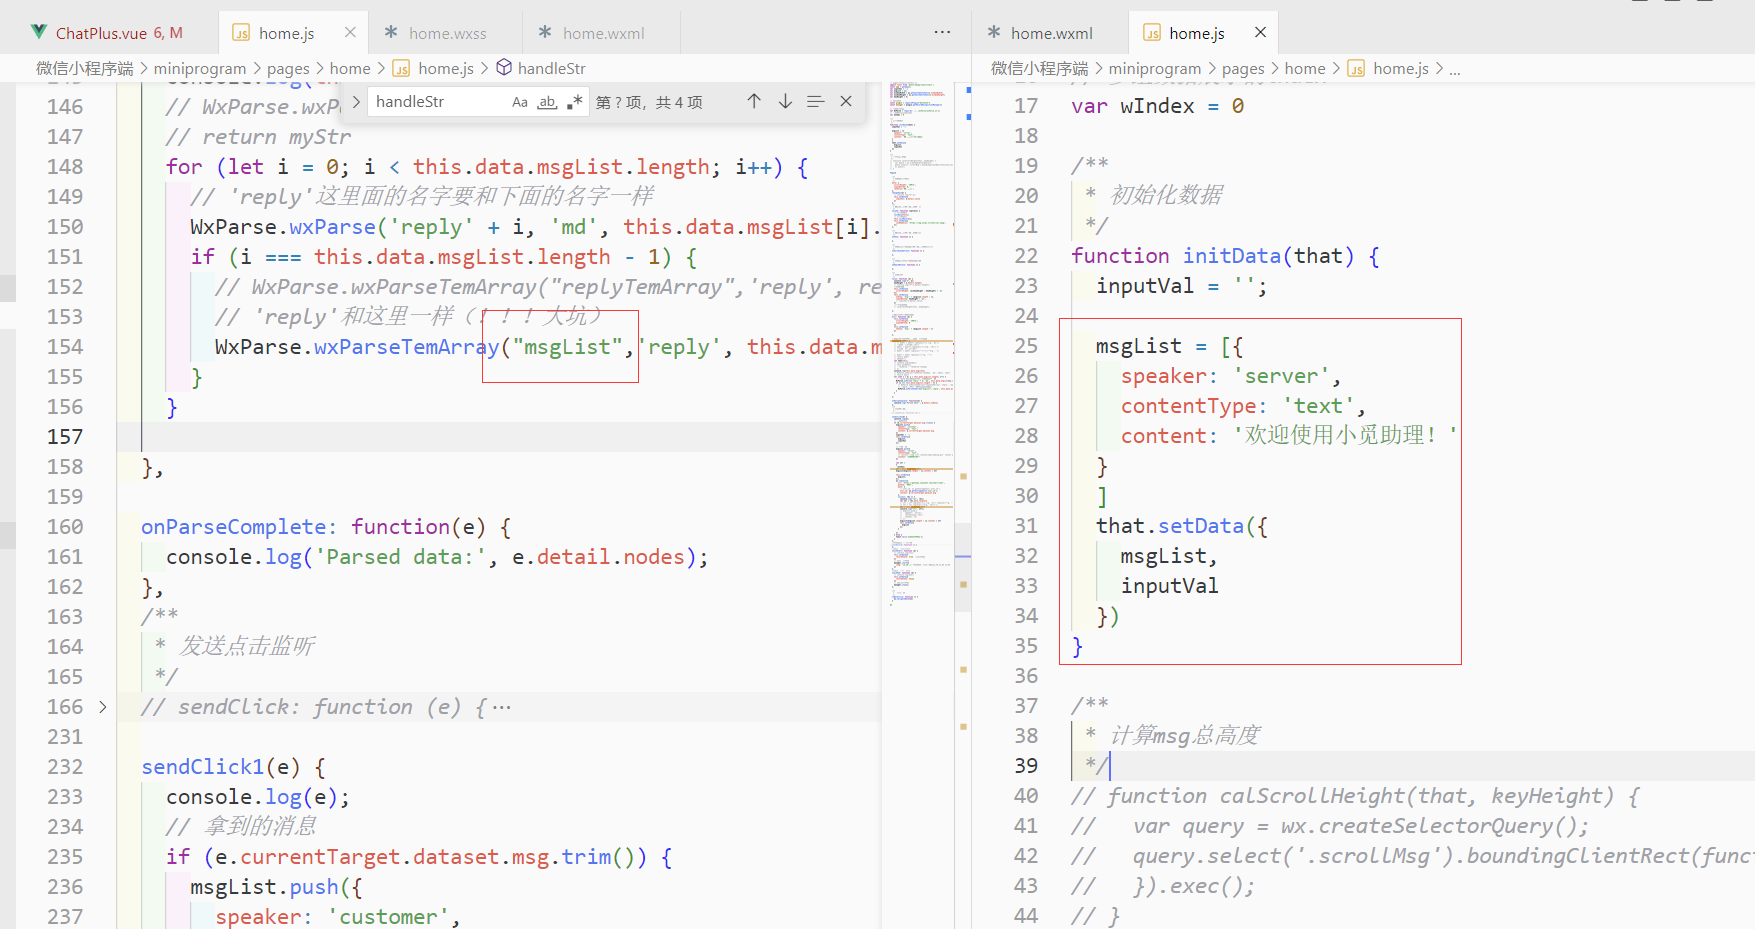 ChatPlus.vue 6, M
JS home.js
* home.wxss
* home.wxml
微信小程序端 > miniprogram > pages > home > JS home.js > handleStr
handleStr Aa ab, .* 第 ? 项, 共 4 项
146 // WxParse.wxP
147 // return myStr
148 for (let i = 0; i < this.data.msgList.length; i++) {
149 // 'reply'这里面的名字要和下面的名字一样
150 WxParse.wxParse('reply' + i, 'md', this.data.msgList[i].
151 if (i === this.data.msgList.length - 1) {
152 // WxParse.wxParseTemArray("replyTemArray",'reply', re
153 // 'reply'和这里一样（！！！大坑）
154 WxParse.wxParseTemArray("msgList",'reply', this.data.m
155 }
156 }
157
158 },
159
160 onParseComplete: function(e) {
161 console.log('Parsed data:', e.detail.nodes);
162 },
163 /**
164 * 发送点击监听
165 */
166 // sendClick: function (e) {…
231
232 sendClick1(e) {
233 console.log(e);
234 // 拿到的消息
235 if (e.currentTarget.dataset.msg.trim()) {
236 msgList.push({
237 speaker: 'customer',
* home.wxml
JS home.js
微信小程序端 > miniprogram > pages > home > JS home.js > ...
17 var wIndex = 0
18
19 /**
20 * 初始化数据
21 */
22 function initData(that) {
23 inputVal = '';
24
25 msgList = [{
26 speaker: 'server',
27 contentType: 'text',
28 content: '欢迎使用小觅助理！'
29 }
30 ]
31 that.setData({
32 msgList,
33 inputVal
34 })
35 }
36
37 /**
38 * 计算msg总高度
39 */
40 // function calScrollHeight(that, keyHeight) {
41 // var query = wx.createSelectorQuery();
42 // query.select('.scrollMsg').boundingClientRect(func
43 // }).exec();
44 // }